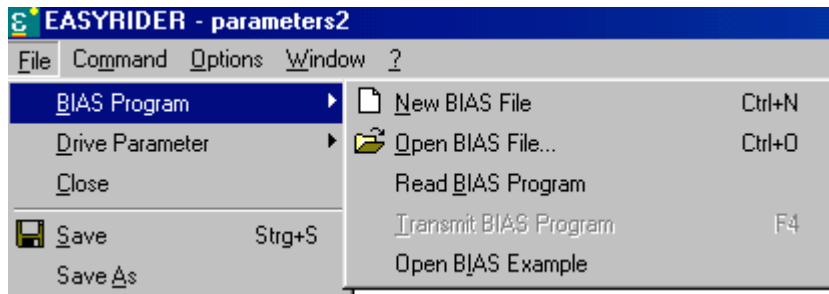 EASYRIDER - parameters2
File Command Options Window ?
BIAS Program
Drive Parameter
Close
Save Strg+S
Save As
New BIAS File Ctrl+N
Open BIAS File... Ctrl+O
Read BIAS Program
Transmit BIAS Program F4
Open BIAS Example